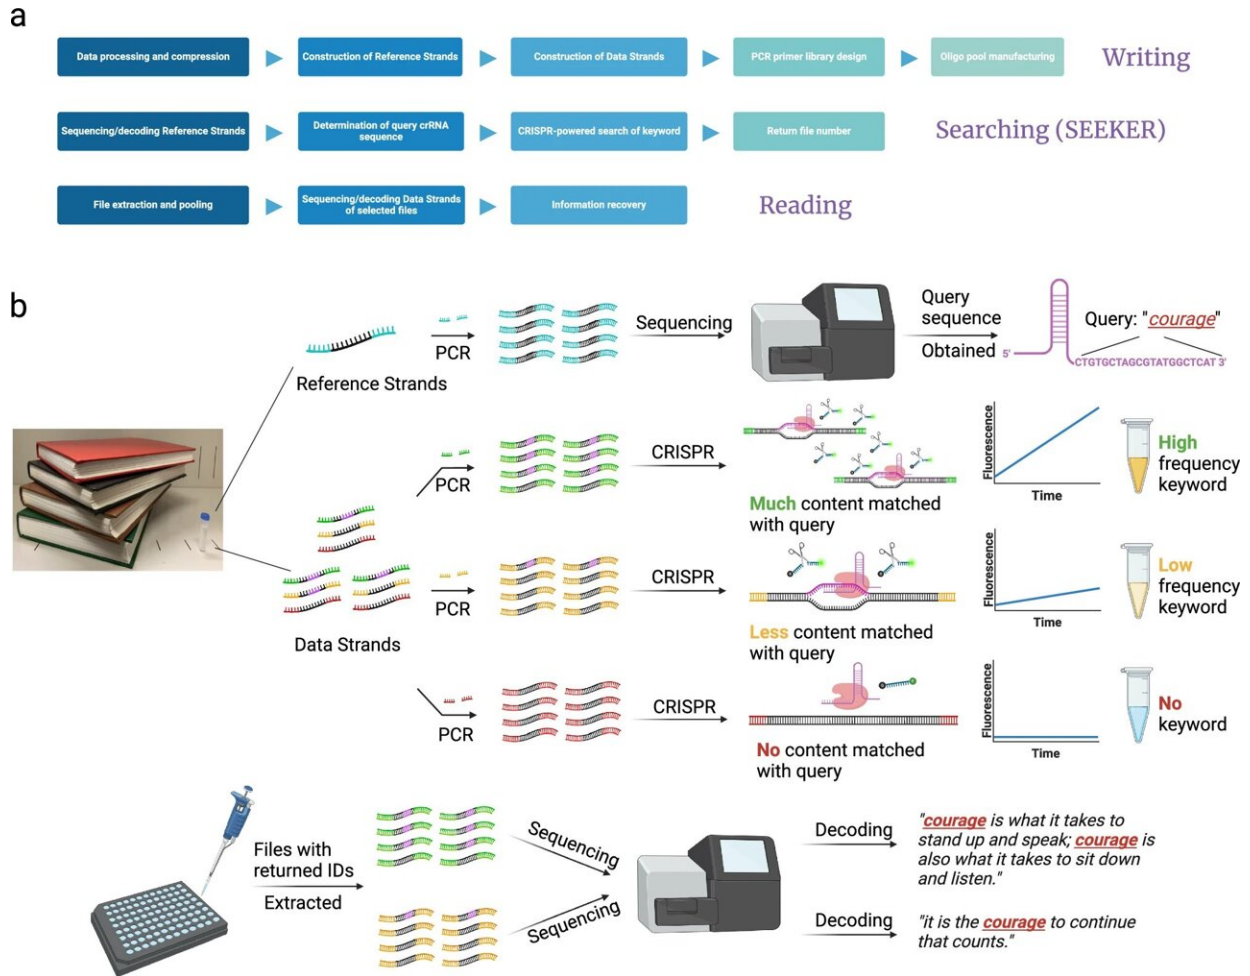 a
Data processing and compression
Construction of Reference Strands
Construction of Data Strands
PCR primer library design
Oligo pool manufacturing
Writing
Sequencing/decoding Reference Strands
Determination of query crRNA
sequence
CRISPR-powered search of keyword
Return file number
Searching (SEEKER)
File extraction and pooling
Sequencing/decoding Data Strands
of selected files
Information recovery
Reading
b
Reference Strands
PCR
Sequencing
Query
sequence
Obtained
Query: "courage"
5'
CTGTGCTAGCGTATGGCTCAT 3'
PCR
CRISPR
Much content matched
with query
Fluorescence
Time
High
frequency
keyword
Data Strands
PCR
CRISPR
Less content matched
with query
Fluorescence
Time
Low
frequency
keyword
PCR
CRISPR
No content matched
with query
Fluorescence
Time
No
keyword
Files with
returned IDs
Extracted
Sequencing
Sequencing
Decoding
"courage is what it takes to
stand up and speak; courage is
also what it takes to sit down
and listen."
Decoding
"it is the courage to continue
that counts."